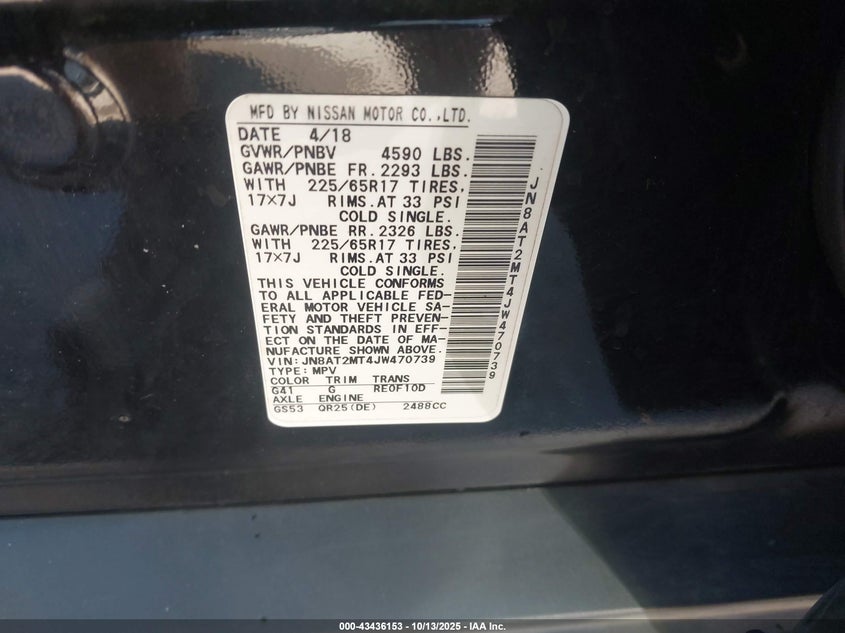 MFD BY NISSAN MOTOR CO.,LTD.
DATE 4/18
GVWR/PNBV 4590 LBS.
GAWR/PNBE FR. 2293 LBS.
WITH 225/65R17 TIRES,
17×7J RIMS.AT 33 PSI
COLD SINGLE.
GAWR/PNBE RR. 2326 LBS.
WITH 225/65R17 TIRES,
17×7J RIMS.AT 33 PSI
COLD SINGLE.
THIS VEHICLE CONFORMS
TO ALL APPLICABLE FED-
ERAL MOTOR VEHICLE SA-
FETY AND THEFT PREVEN-
TION STANDARDS IN EFF-
ECT ON THE DATE OF MA-
NUFACTURE SHOWN ABOVE.
VIN: JN8AT2MT4JW470739
TYPE: MPV
COLOR TRIM TRANS
G41 G RE0F10D
AXLE ENGINE
GS53 QR25(DE) 2488CC
JN8AT2MT4JW470739
000-43436153 - 10/13/2025 - IAA Inc.